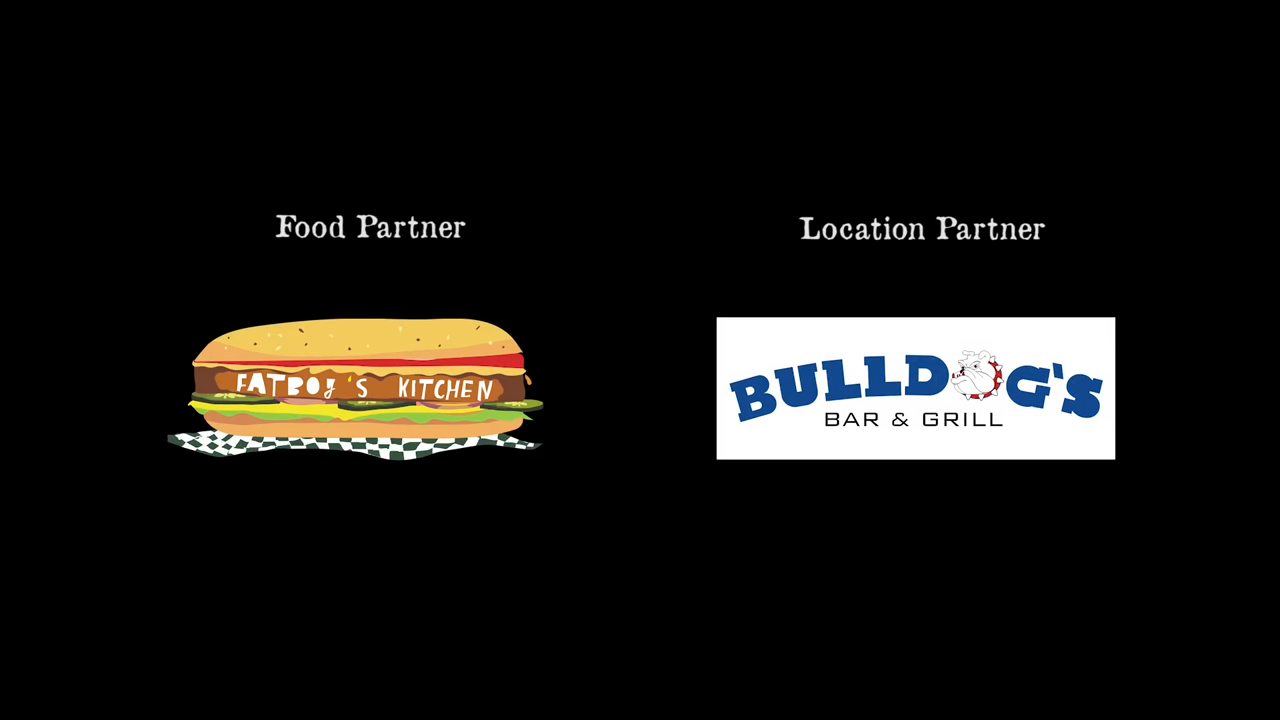 Food Partner
FATBOY'S KITCHEN
Location Partner
BULLDOG'S
BAR & GRILL